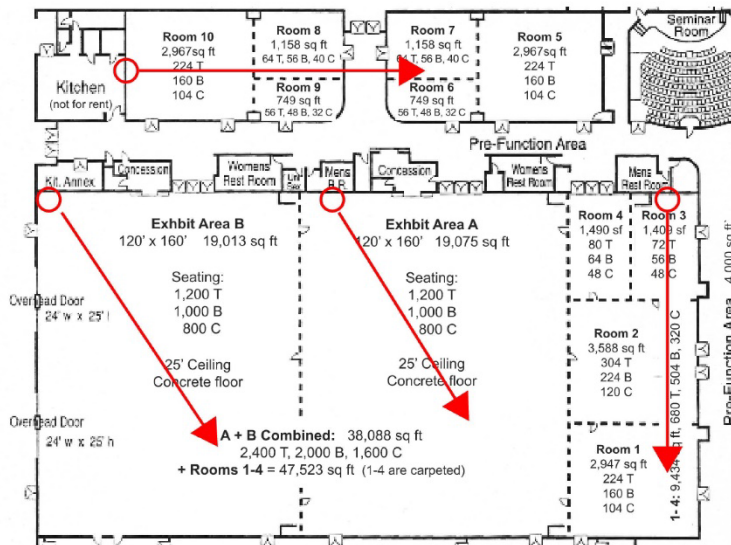 Room 10
2,967sq ft
224 T
160 B
104 C
Room 8
1,158 sq ft
64 T, 56 B, 40 C
Room 9
749 sq ft
56 T, 48 B, 32 C
Room 7
1,158 sq ft
64 T, 56 B, 40 C
Room 6
749 sq ft
56 T, 48 B, 32 C
Room 5
2,967sq ft
224 T
160 B
104 C
Seminar
Room
Kitchen
(not for rent)
Pre-Function Area
Kit. Annex
Concession
Womens
Rest Room
Uni
Sex
Mens
R.R.
Concession
Womens
Rest Room
Mens
Rest Room
Exhbit Area B
120' x 160' 19,013 sq ft
Seating:
1,200 T
1,000 B
800 C
25' Ceiling
Concrete floor
Exhbit Area A
120' x 160' 19,075 sq ft
Seating:
1,200 T
1,000 B
800 C
25' Ceiling
Concrete floor
Room 4
1,490 sf
80 T
64 B
48 C
Room 3
1,409 sf
72 T
56 B
48 C
Room 2
3,588 sq ft
304 T
224 B
120 C
Room 1
2,947 sq ft
224 T
160 B
104 C
1- 4: 9,434 sq ft, 680 T, 504 B, 320 C
Pre-Function Area 4,000 sq ft
Overhead Door
24' w x 25' h
Overhead Door
24' w x 25' h
A + B Combined: 38,088 sq ft
2,400 T, 2,000 B, 1,600 C
+ Rooms 1-4 = 47,523 sq ft (1-4 are carpeted)